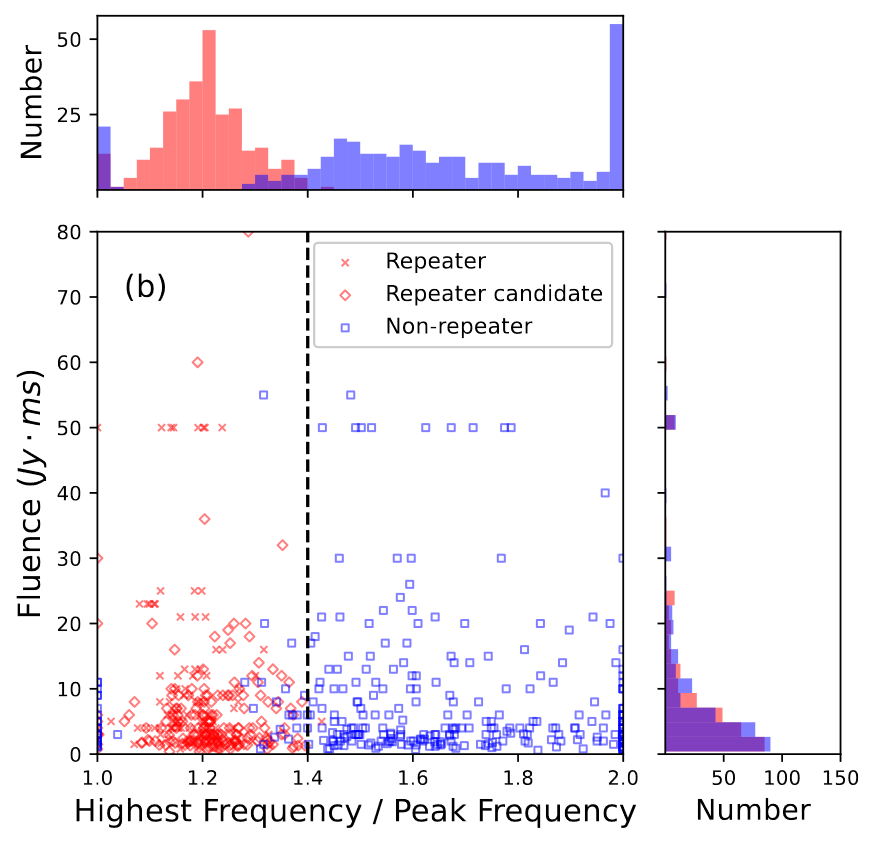 50
25
Number
80
70
60
50
40
30
20
10
0
Fluence (Jy · ms)
(b)
Repeater
Repeater candidate
Non-repeater
1.0 1.2 1.4 1.6 1.8 2.0
Highest Frequency / Peak Frequency
50 100 150
Number